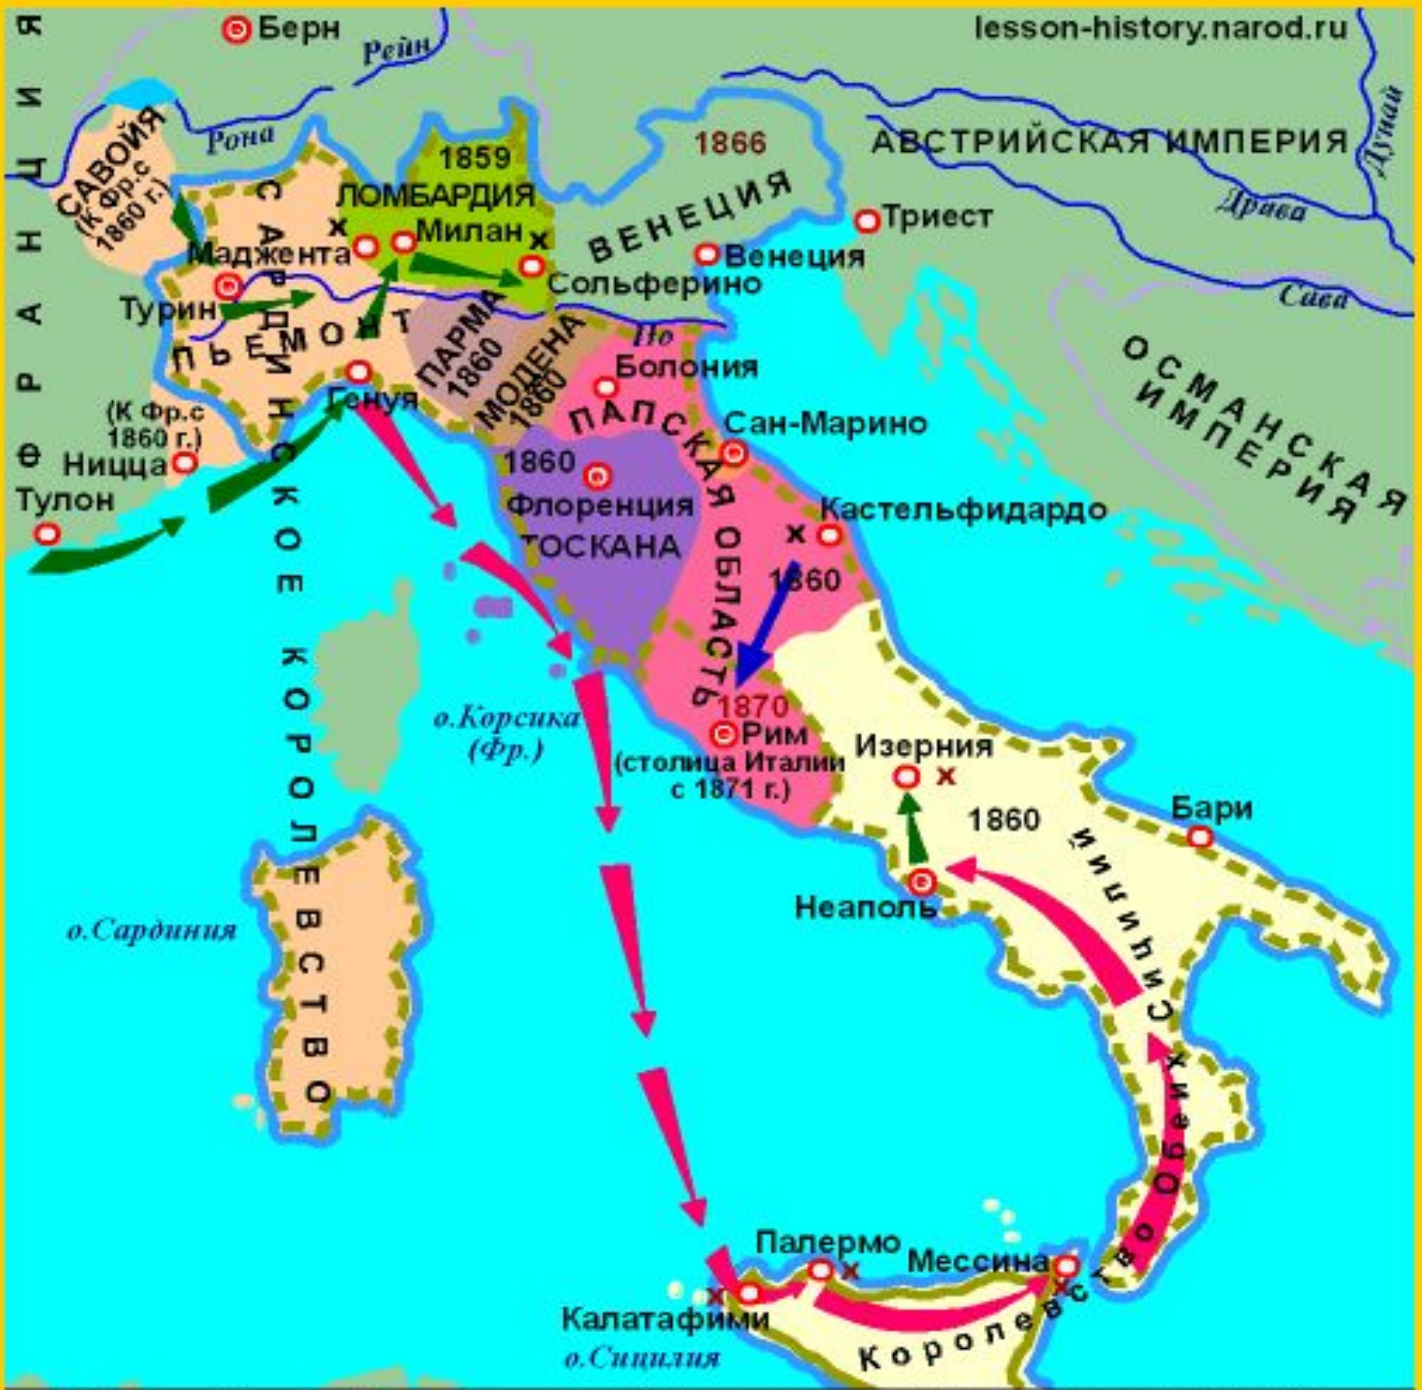 Берн
Рейн
lesson-history.narod.ru
ФРАНЦИЯ
САВОЙЯ
(К Фр.с
1860 г.)
Рона
1859
ЛОМБАРДИЯ
1866
ВЕНЕЦИЯ
АВСТРИЙСКАЯ ИМПЕРИЯ
Дунай
Драва
Сава
Триест
Маджента
x
Милан
x
Венеция
Сольферино
Турин
ПЬЕМОНТ
САРДИНСКОЕ КОРОЛЕВСТВО
ПАРМА
1860
МОДЕНА
1860
По
Болония
ОСМАНСКАЯ
ИМПЕРИЯ
Генуя
(К Фр.с
1860 г.)
Ницца
Тулон
ПАПСКАЯ ОБЛАСТЬ
Сан-Марино
1860
Флоренция
ТОСКАНА
Кастельфидардо
x
1860
о.Корсика
(Фр.)
1870
Рим
(столица Италии
с 1871 г.)
Изерния
x
1860
Бари
Неаполь
о.Сардиния
Королевство Обеих Сицилий
Палермо
x
Мессина
x
Калатафими
x
о.Сицилия